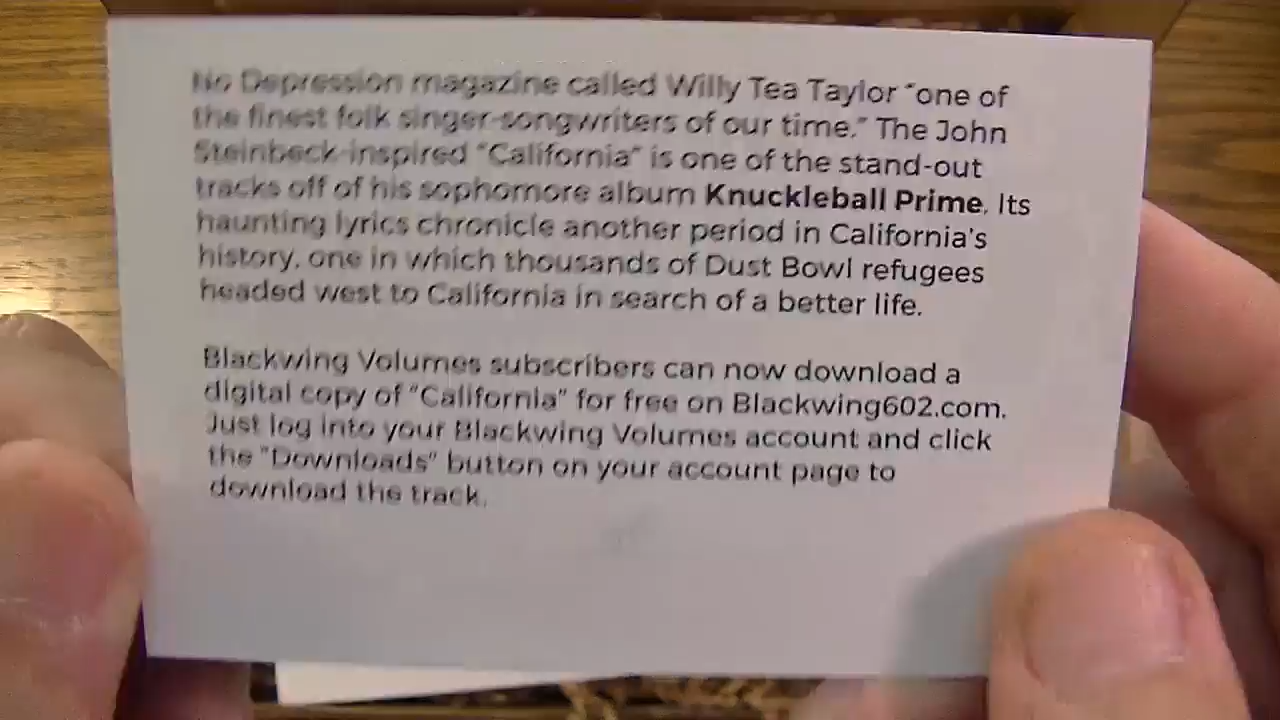 No Depression magazine called Willy Tea Taylor "one of
the finest folk singer-songwriters of our time." The John
Steinbeck-inspired "California" is one of the stand-out
tracks off of his sophomore album Knuckleball Prime. Its
haunting lyrics chronicle another period in California's
history, one in which thousands of Dust Bowl refugees
headed west to California in search of a better life.
Blackwing Volumes subscribers can now download a
digital copy of "California" for free on Blackwing602.com.
Just log into your Blackwing Volumes account and click
the "Downloads" button on your account page to
download the track.